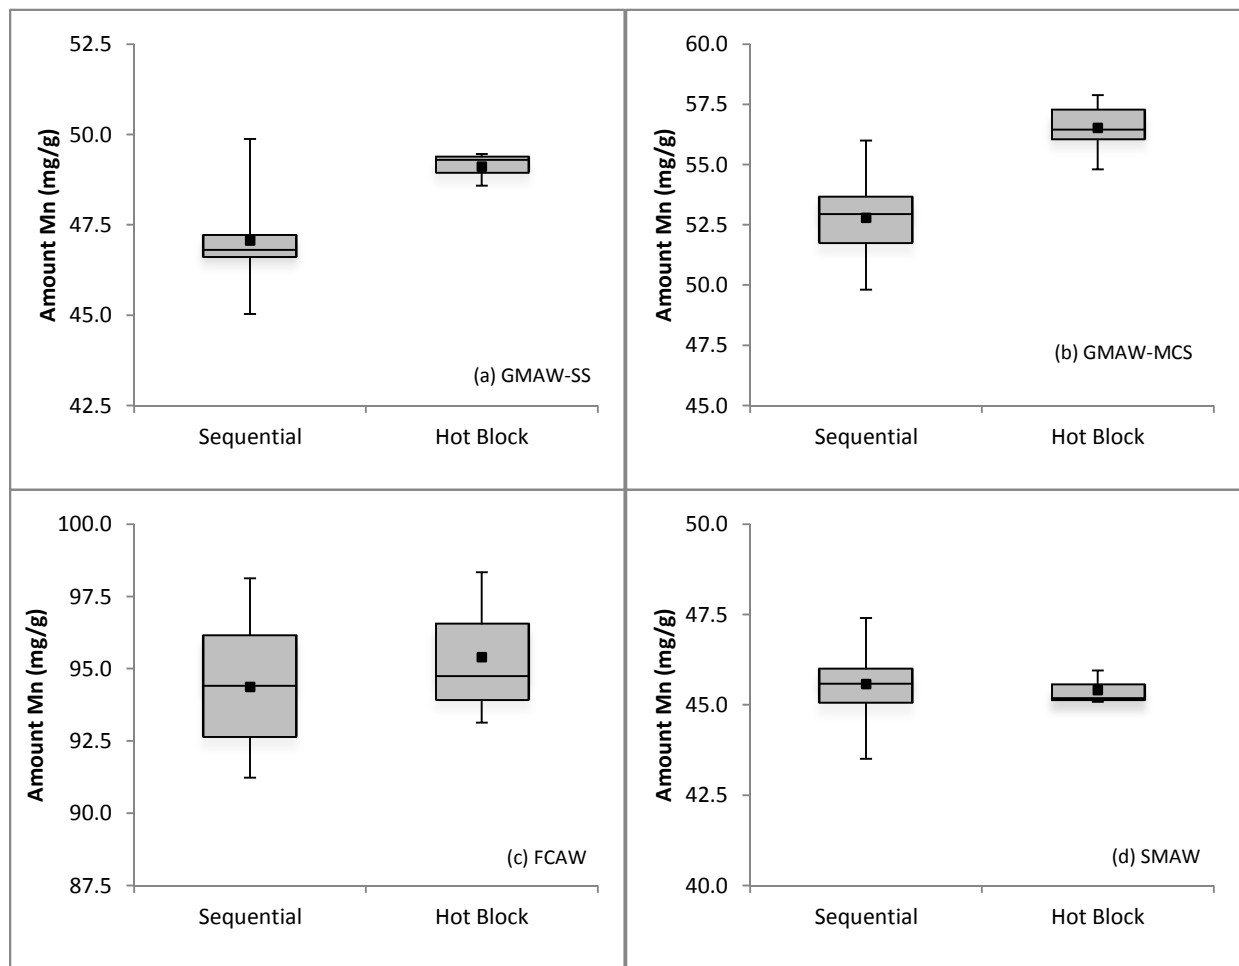 52.5
50.0
47.5
45.0
42.5
Amount Mn (mg/g)
Sequential
Hot Block
(a) GMAW-SS
60.0
57.5
55.0
52.5
50.0
47.5
45.0
Amount Mn (mg/g)
Sequential
Hot Block
(b) GMAW-MCS
100.0
97.5
95.0
92.5
90.0
87.5
Amount Mn (mg/g)
Sequential
Hot Block
(c) FCAW
50.0
47.5
45.0
42.5
40.0
Amount Mn (mg/g)
Sequential
Hot Block
(d) SMAW